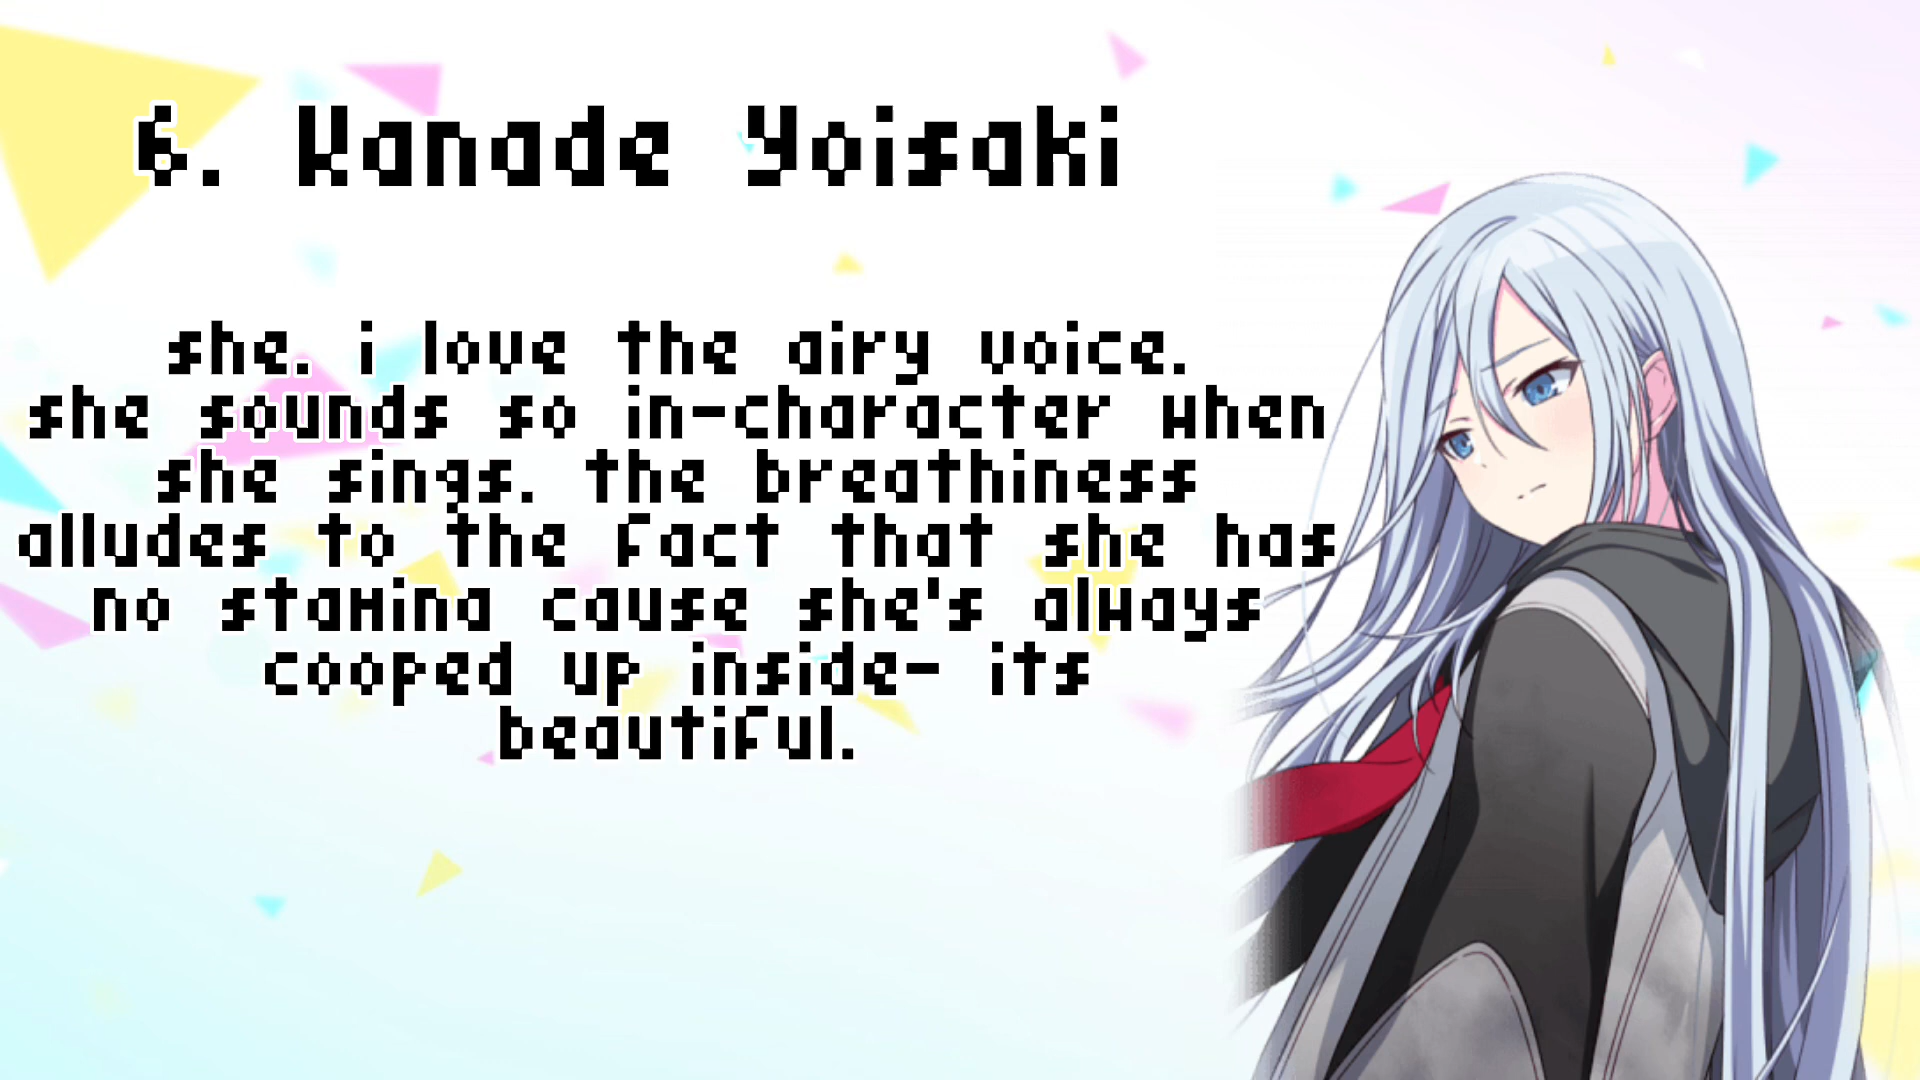 6. Kanade Yoisaki
she. i love the airy voice.
she sounds so in-character when
she sings. the breathiness
alludes to the fact that she has
no stamina cause she's always
cooped up inside- its
beautiful.